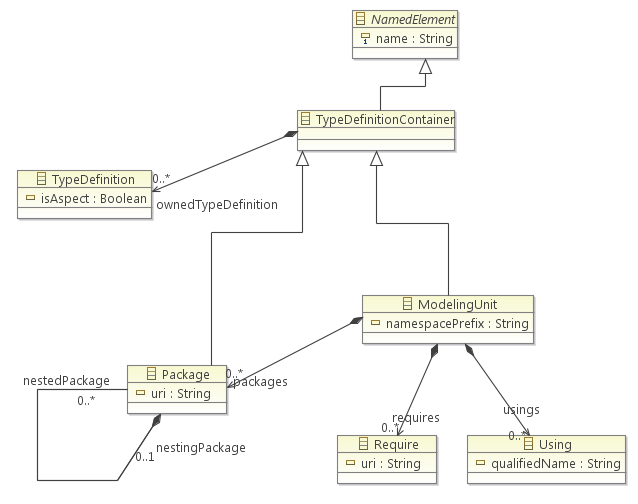 NamedElement
name : String
TypeDefinitionContainer
TypeDefinition
isAspect : Boolean
0..*
ownedTypeDefinition
ModelingUnit
namespacePrefix : String
Package
uri : String
0..*
packages
nestedPackage
0..*
nestingPackage
0..1
requires
0..*
usings
0..*
Require
uri : String
Using
qualifiedName : String